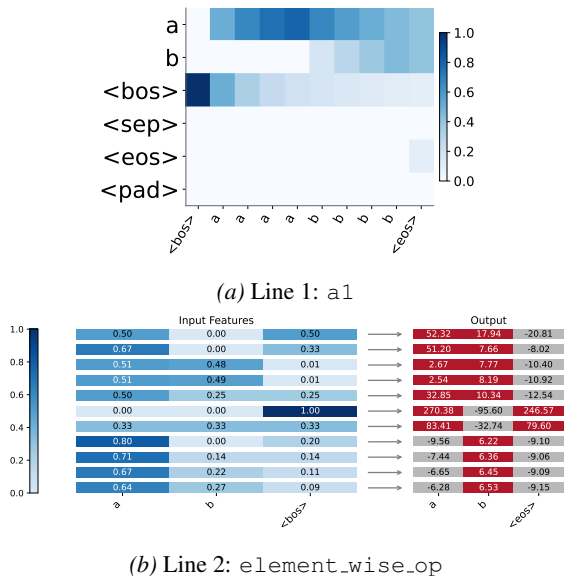 a
b
<bos>
<sep>
<eos>
<pad>
1.0
0.8
0.6
0.4
0.2
0.0
<bos> a a a a b b b b <eos>
(a) Line 1: a1
Input Features Output
1.0
0.8
0.6
0.4
0.2
0.0
0.50 0.00 0.50 52.32 17.94 -20.81
0.67 0.00 0.33 51.20 7.66 -8.02
0.51 0.48 0.01 2.67 7.77 -10.40
0.51 0.49 0.01 2.54 8.19 -10.92
0.50 0.25 0.25 32.85 10.34 -12.54
0.00 0.00 1.00 270.38 -95.60 246.57
0.33 0.33 0.33 83.41 -32.74 79.60
0.80 0.00 0.20 -9.56 6.22 -9.10
0.71 0.14 0.14 -7.44 6.36 -9.06
0.67 0.22 0.11 -6.65 6.45 -9.09
0.64 0.27 0.09 -6.28 6.53 -9.15
a b <bos> a b <eos>
(b) Line 2: element_wise_op